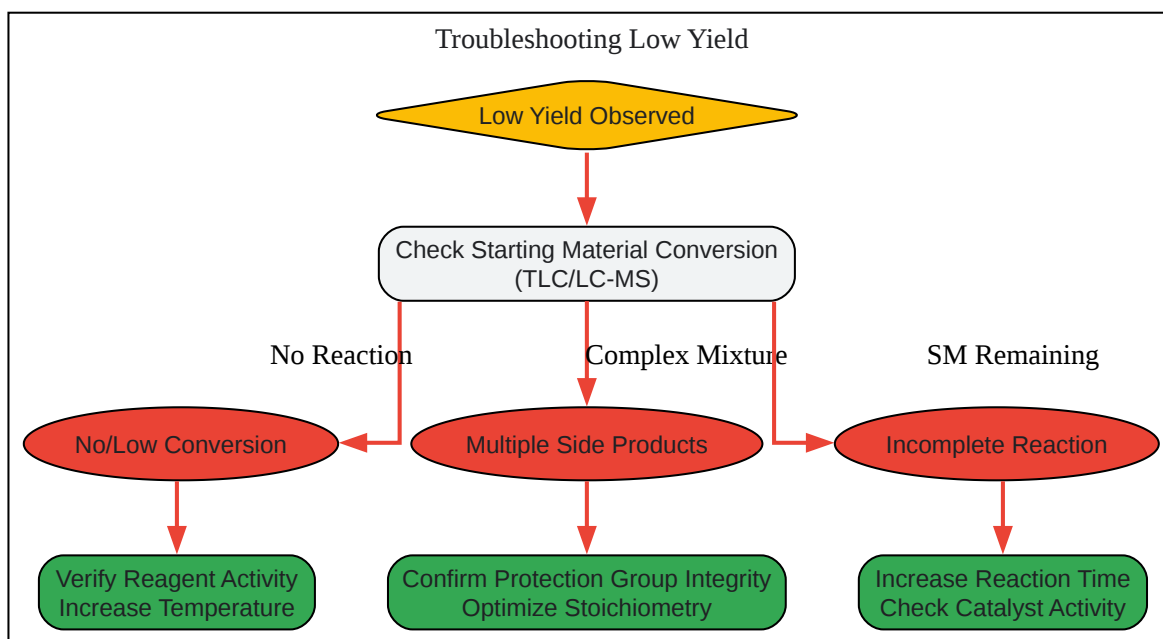 Troubleshooting Low Yield
Low Yield Observed
Check Starting Material Conversion
(TLC/LC-MS)
No Reaction
Complex Mixture
SM Remaining
No/Low Conversion
Multiple Side Products
Incomplete Reaction
Verify Reagent Activity
Increase Temperature
Confirm Protection Group Integrity
Optimize Stoichiometry
Increase Reaction Time
Check Catalyst Activity